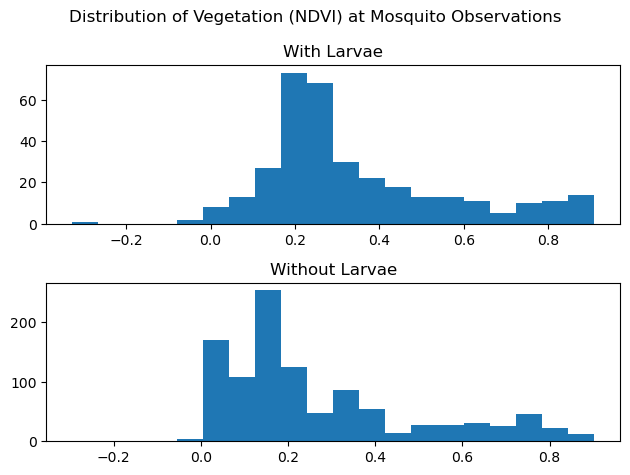 Distribution of Vegetation (NDVI) at Mosquito Observations
With Larvae
60
40
20
0
−0.2 0.0 0.2 0.4 0.6 0.8
Without Larvae
200
100
0
−0.2 0.0 0.2 0.4 0.6 0.8